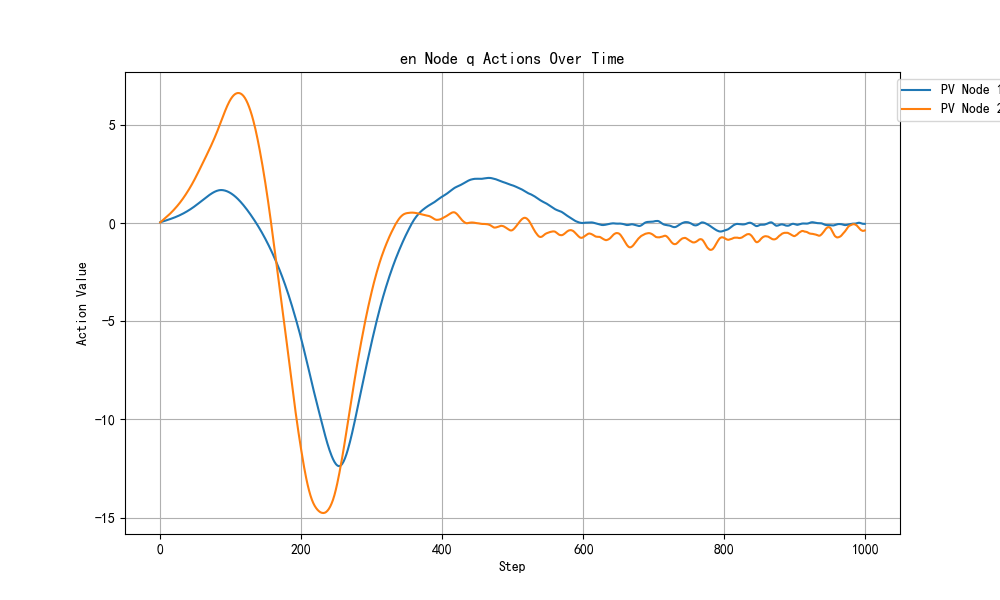 en Node q Actions Over Time
PV Node 1
PV Node 2
5
0
−5
−10
−15
Action Value
0 200 400 600 800 1000
Step